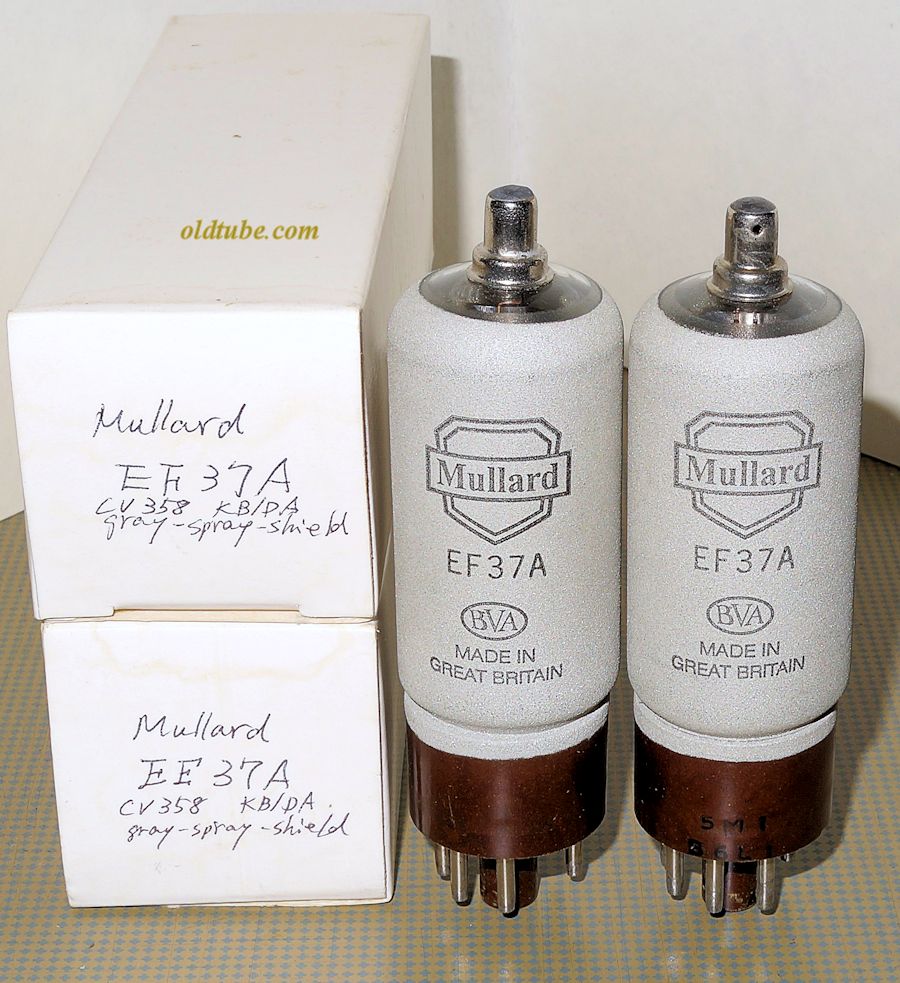 oldtube.com
Mullard
EF37A
CV358 KB/DA
gray-spray-shield
Mullard
EF37A
CV358 KB/DA.
gray-spray-shield
Mullard
EF37A
BVA
MADE IN
GREAT BRITAIN
Mullard
EF37A
BVA
MADE IN
GREAT BRITAIN
5M1
B6L1